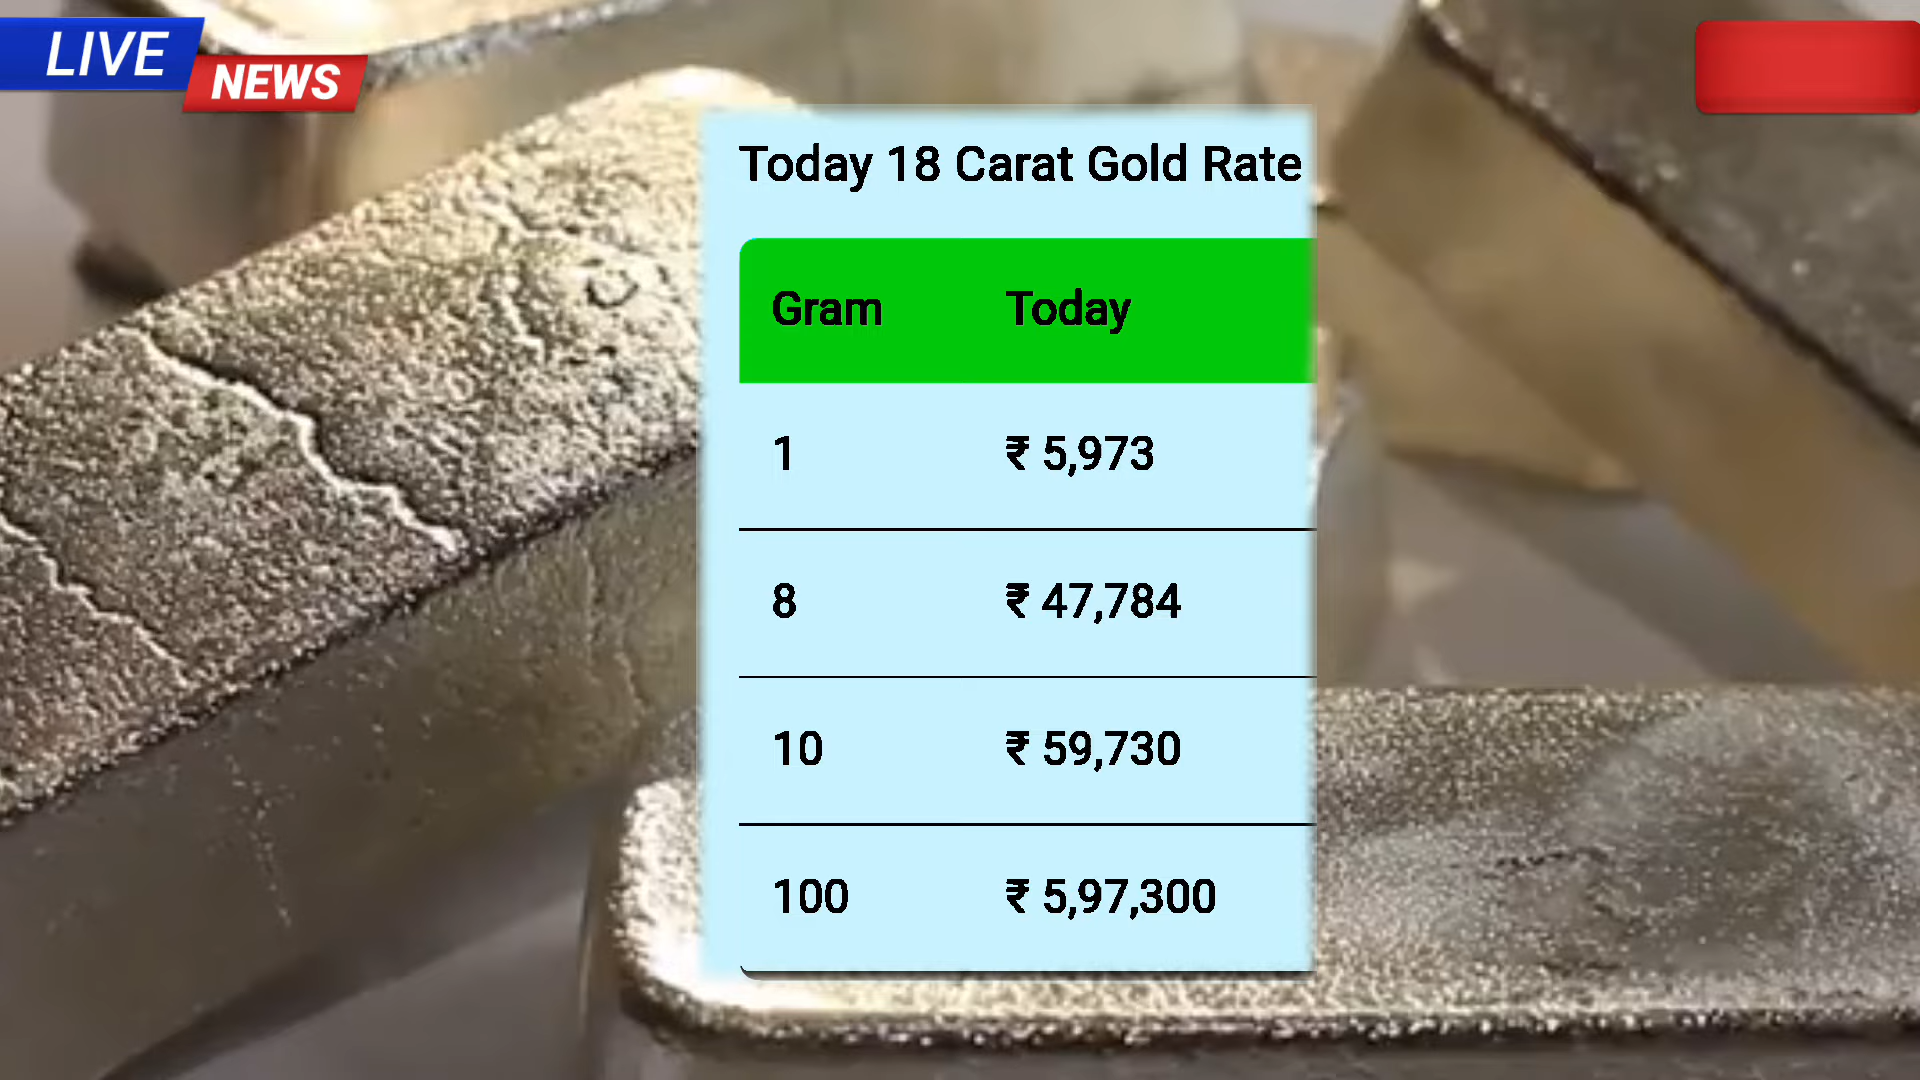 LIVE
NEWS
Today 18 Carat Gold Rate
Gram Today
1 ₹ 5,973
8 ₹ 47,784
10 ₹ 59,730
100 ₹ 5,97,300